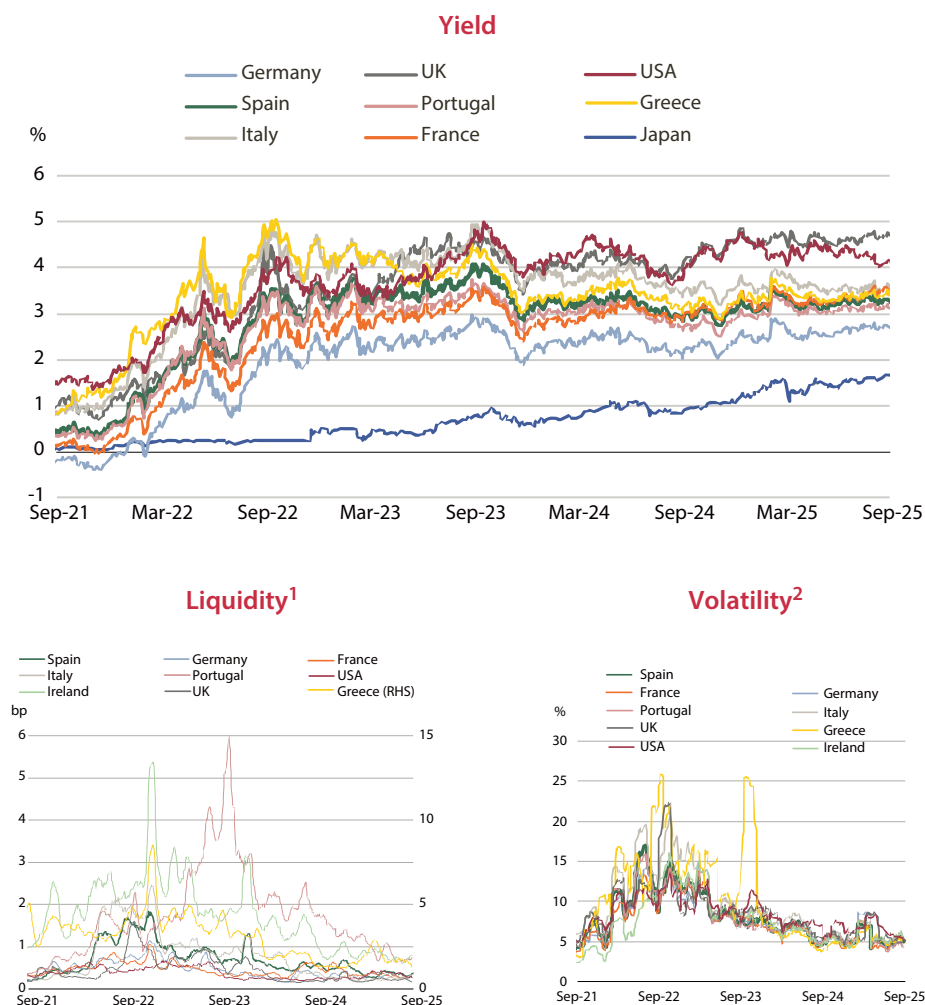 Yield
Germany UK USA
Spain Portugal Greece
Italy France Japan
%
6
5
4
3
2
1
0
-1
Sep-21 Mar-22 Sep-22 Mar-23 Sep-23 Mar-24 Sep-24 Mar-25 Sep-25
Liquidity1
Spain Germany France
Italy Portugal USA
Ireland UK Greece (RHS)
bp
6 15
5
4 10
3
2 5
1
0 0
Sep-21 Sep-22 Sep-23 Sep-24 Sep-25
Volatility2
Spain
France Germany
Portugal Italy
UK Greece
USA Ireland
%
30
25
20
15
10
5
0
Sep-21 Sep-22 Sep-23 Sep-24 Sep-25